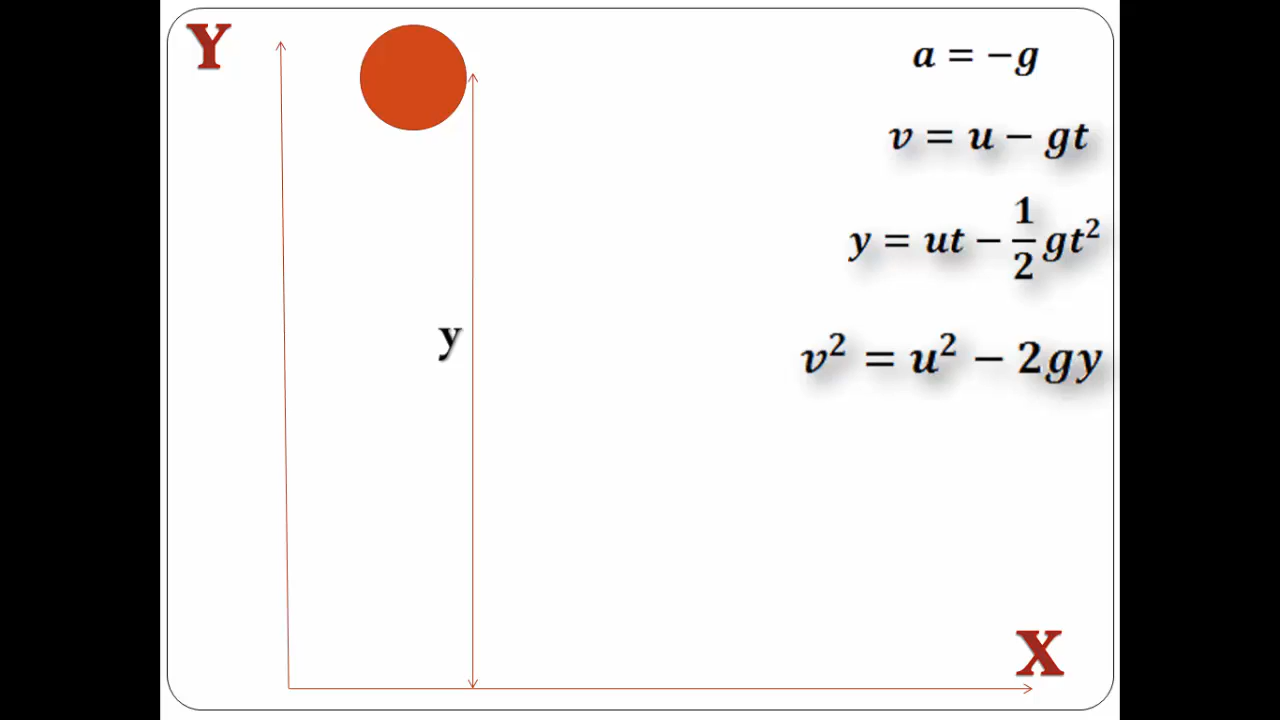 Y
a = −g
v = u − gt
y = ut − 1/2 gt²
y
v² = u² − 2gy
X